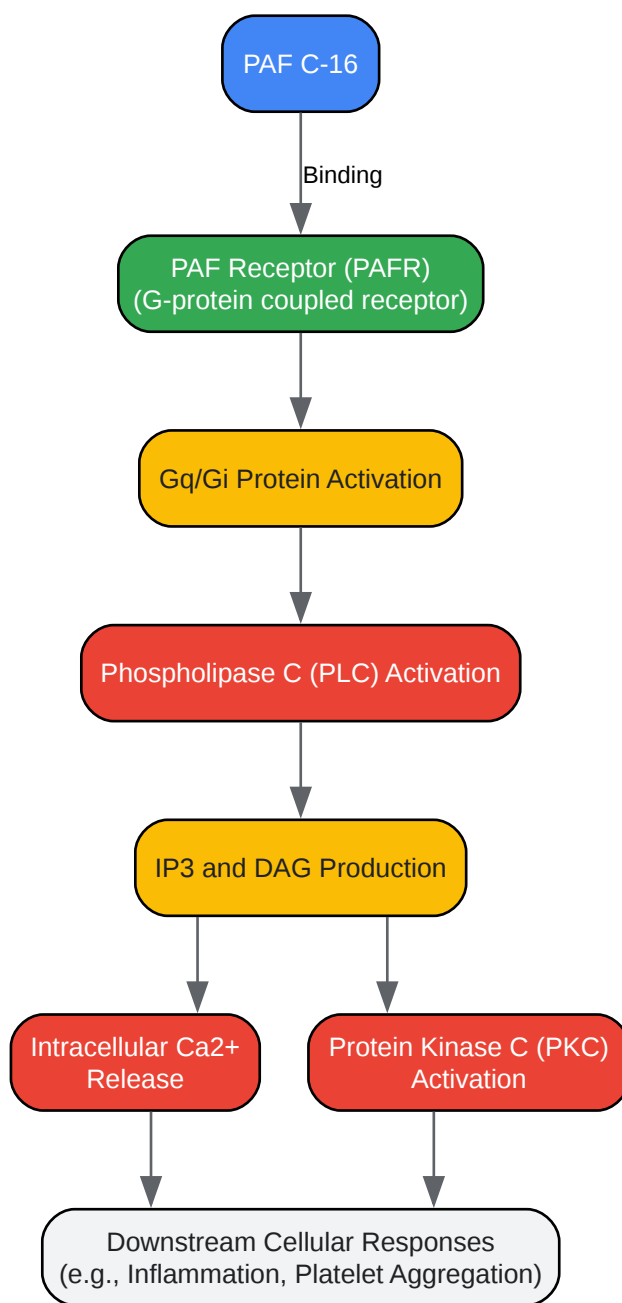 PAF C-16
Binding
PAF Receptor (PAFR)
(G-protein coupled receptor)
Gq/Gi Protein Activation
Phospholipase C (PLC) Activation
IP3 and DAG Production
Intracellular Ca2+
Release
Protein Kinase C (PKC)
Activation
Downstream Cellular Responses
(e.g., Inflammation, Platelet Aggregation)